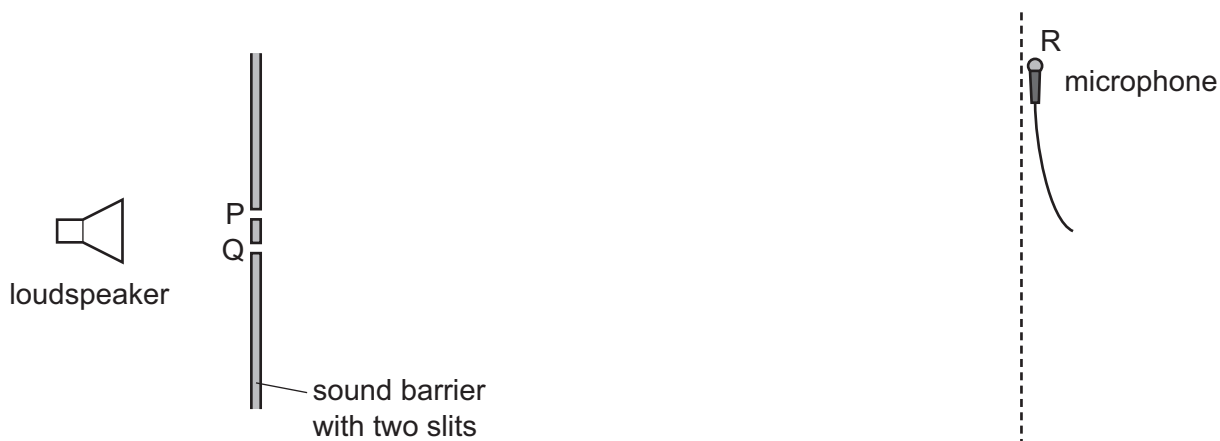 R
microphone
P
Q
loudspeaker
sound barrier
with two slits